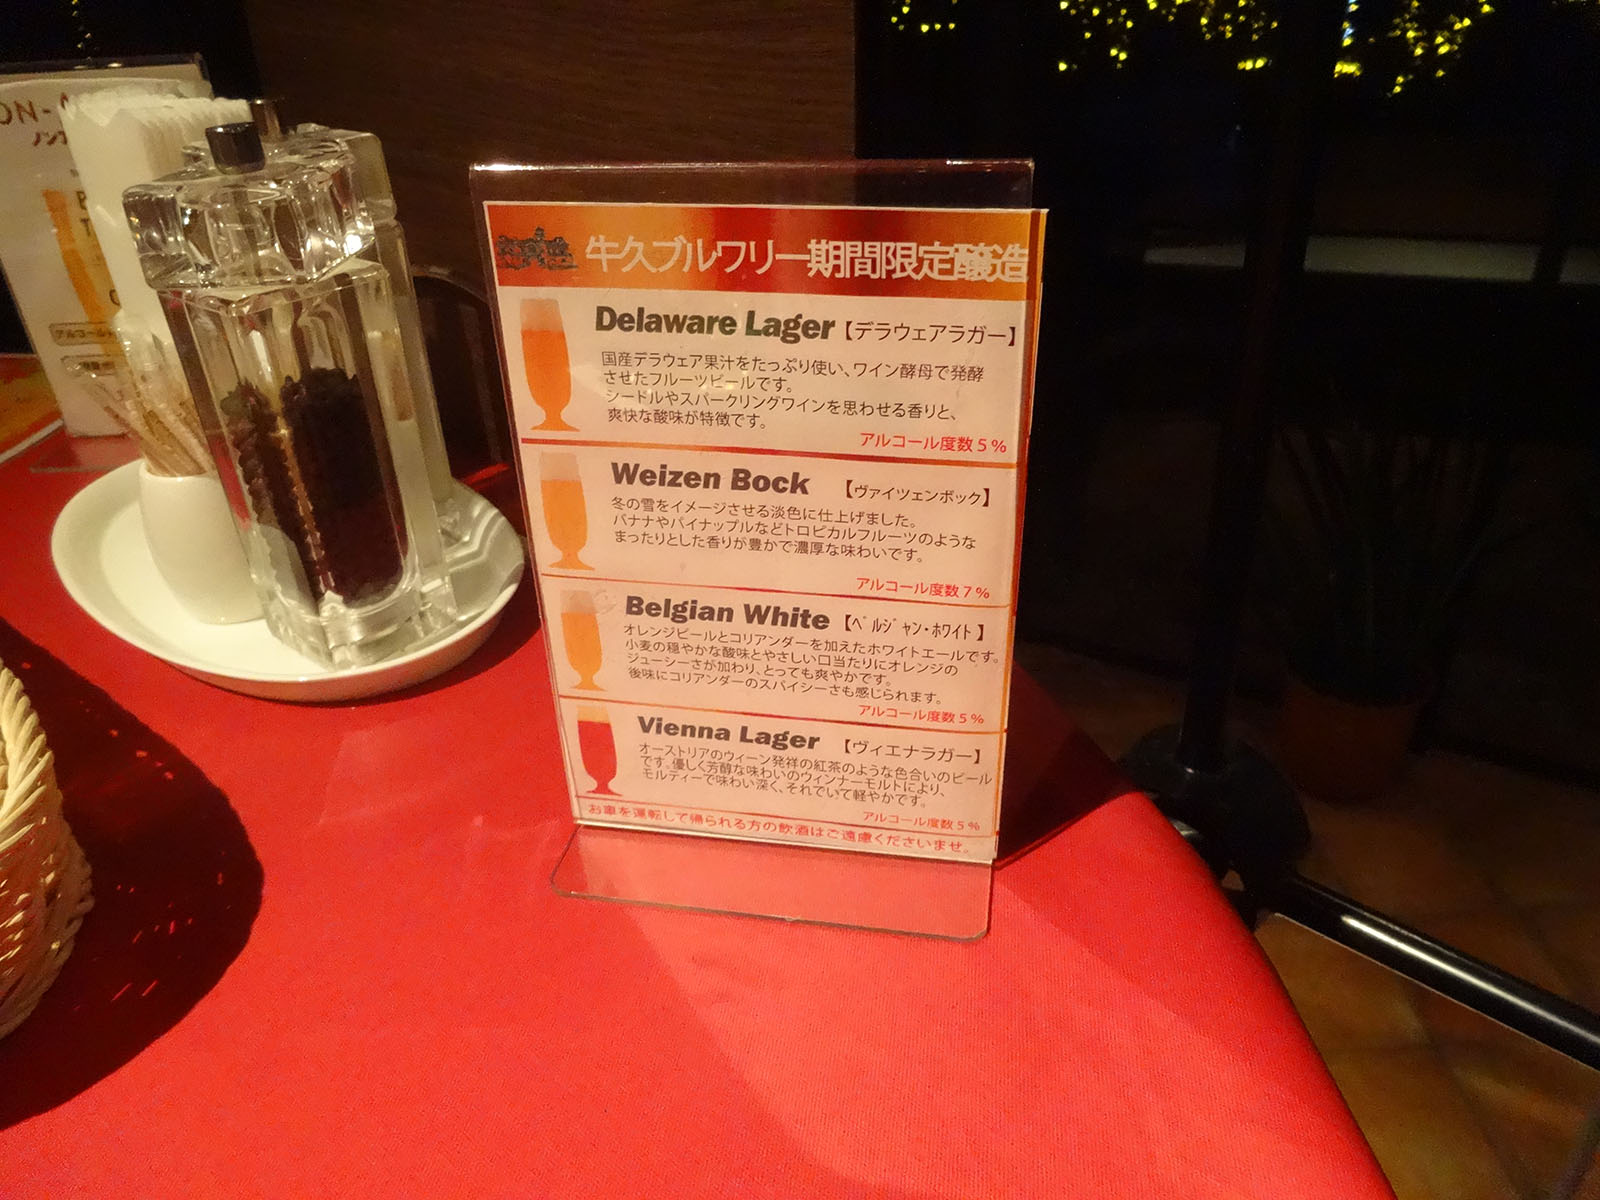 ON-
ノンア
アルコール
牛久ブルワリー期間限定醸造
Delaware Lager【デラウェアラガー】
国産デラウェア果汁をたっぷり使い、ワイン酵母で発酵
させたフルーツビールです。
シードルやスパークリングワインを思わせる香りと、
爽快な酸味が特徴です。
アルコール度数5%
Weizen Bock 【ヴァイツェンボック】
冬の雪をイメージさせる淡色に仕上げました。
バナナやパイナップルなどトロピカルフルーツのような
まったりとした香りが豊かで濃厚な味わいです。
アルコール度数7%
Belgian White【ベルジャン・ホワイト】
オレンジピールとコリアンダーを加えたホワイトエールです。
小麦の穏やかな酸味とやさしい口当たりにオレンジの
ジューシーさが加わり、とっても爽やかです。
後味にコリアンダーのスパイシーさも感じられます。
アルコール度数5%
Vienna Lager 【ヴィエナラガー】
オーストリアのウィーン発祥の紅茶のような色合いのビール
です。優しく芳醇な味わいのウィンナーモルトにより、
モルティーで味わい深く、それでいて軽やかです。
アルコール度数5%
お車を運転して帰られる方の飲酒はご遠慮くださいませ。